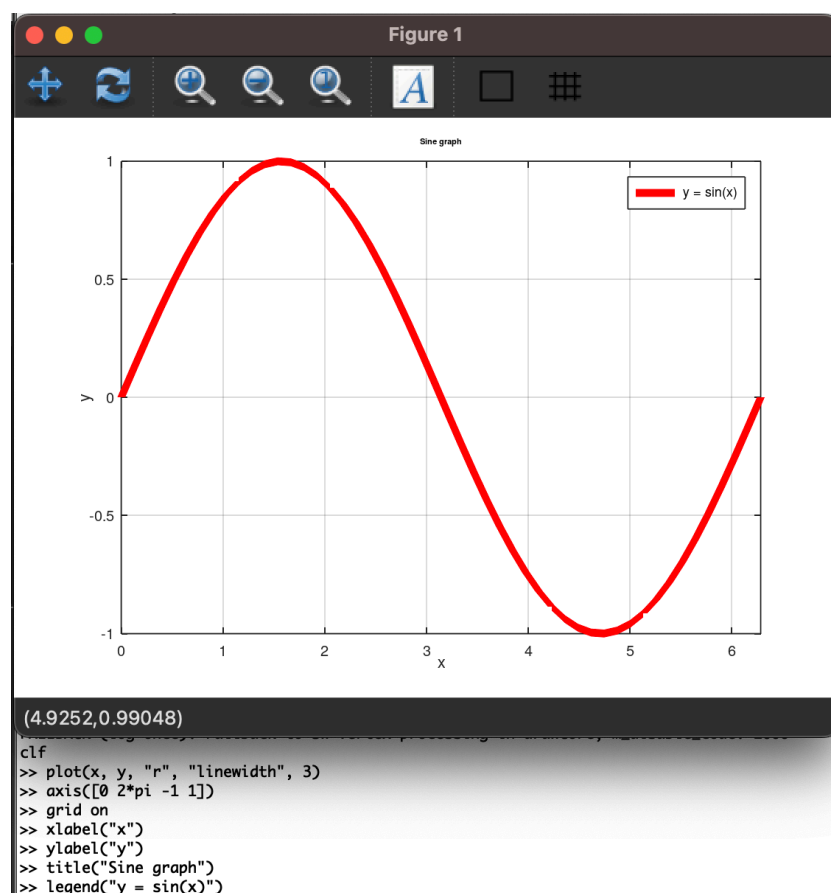 Figure 1
A
Sine graph
1
y = sin(x)
0.5
y
0
-0.5
-1
0 1 2 3 4 5 6
x
(4.9252,0.99048)
clf
>> plot(x, y, "r", "linewidth", 3)
>> axis([0 2*pi -1 1])
>> grid on
>> xlabel("x")
>> ylabel("y")
>> title("Sine graph")
>> legend("y = sin(x)")